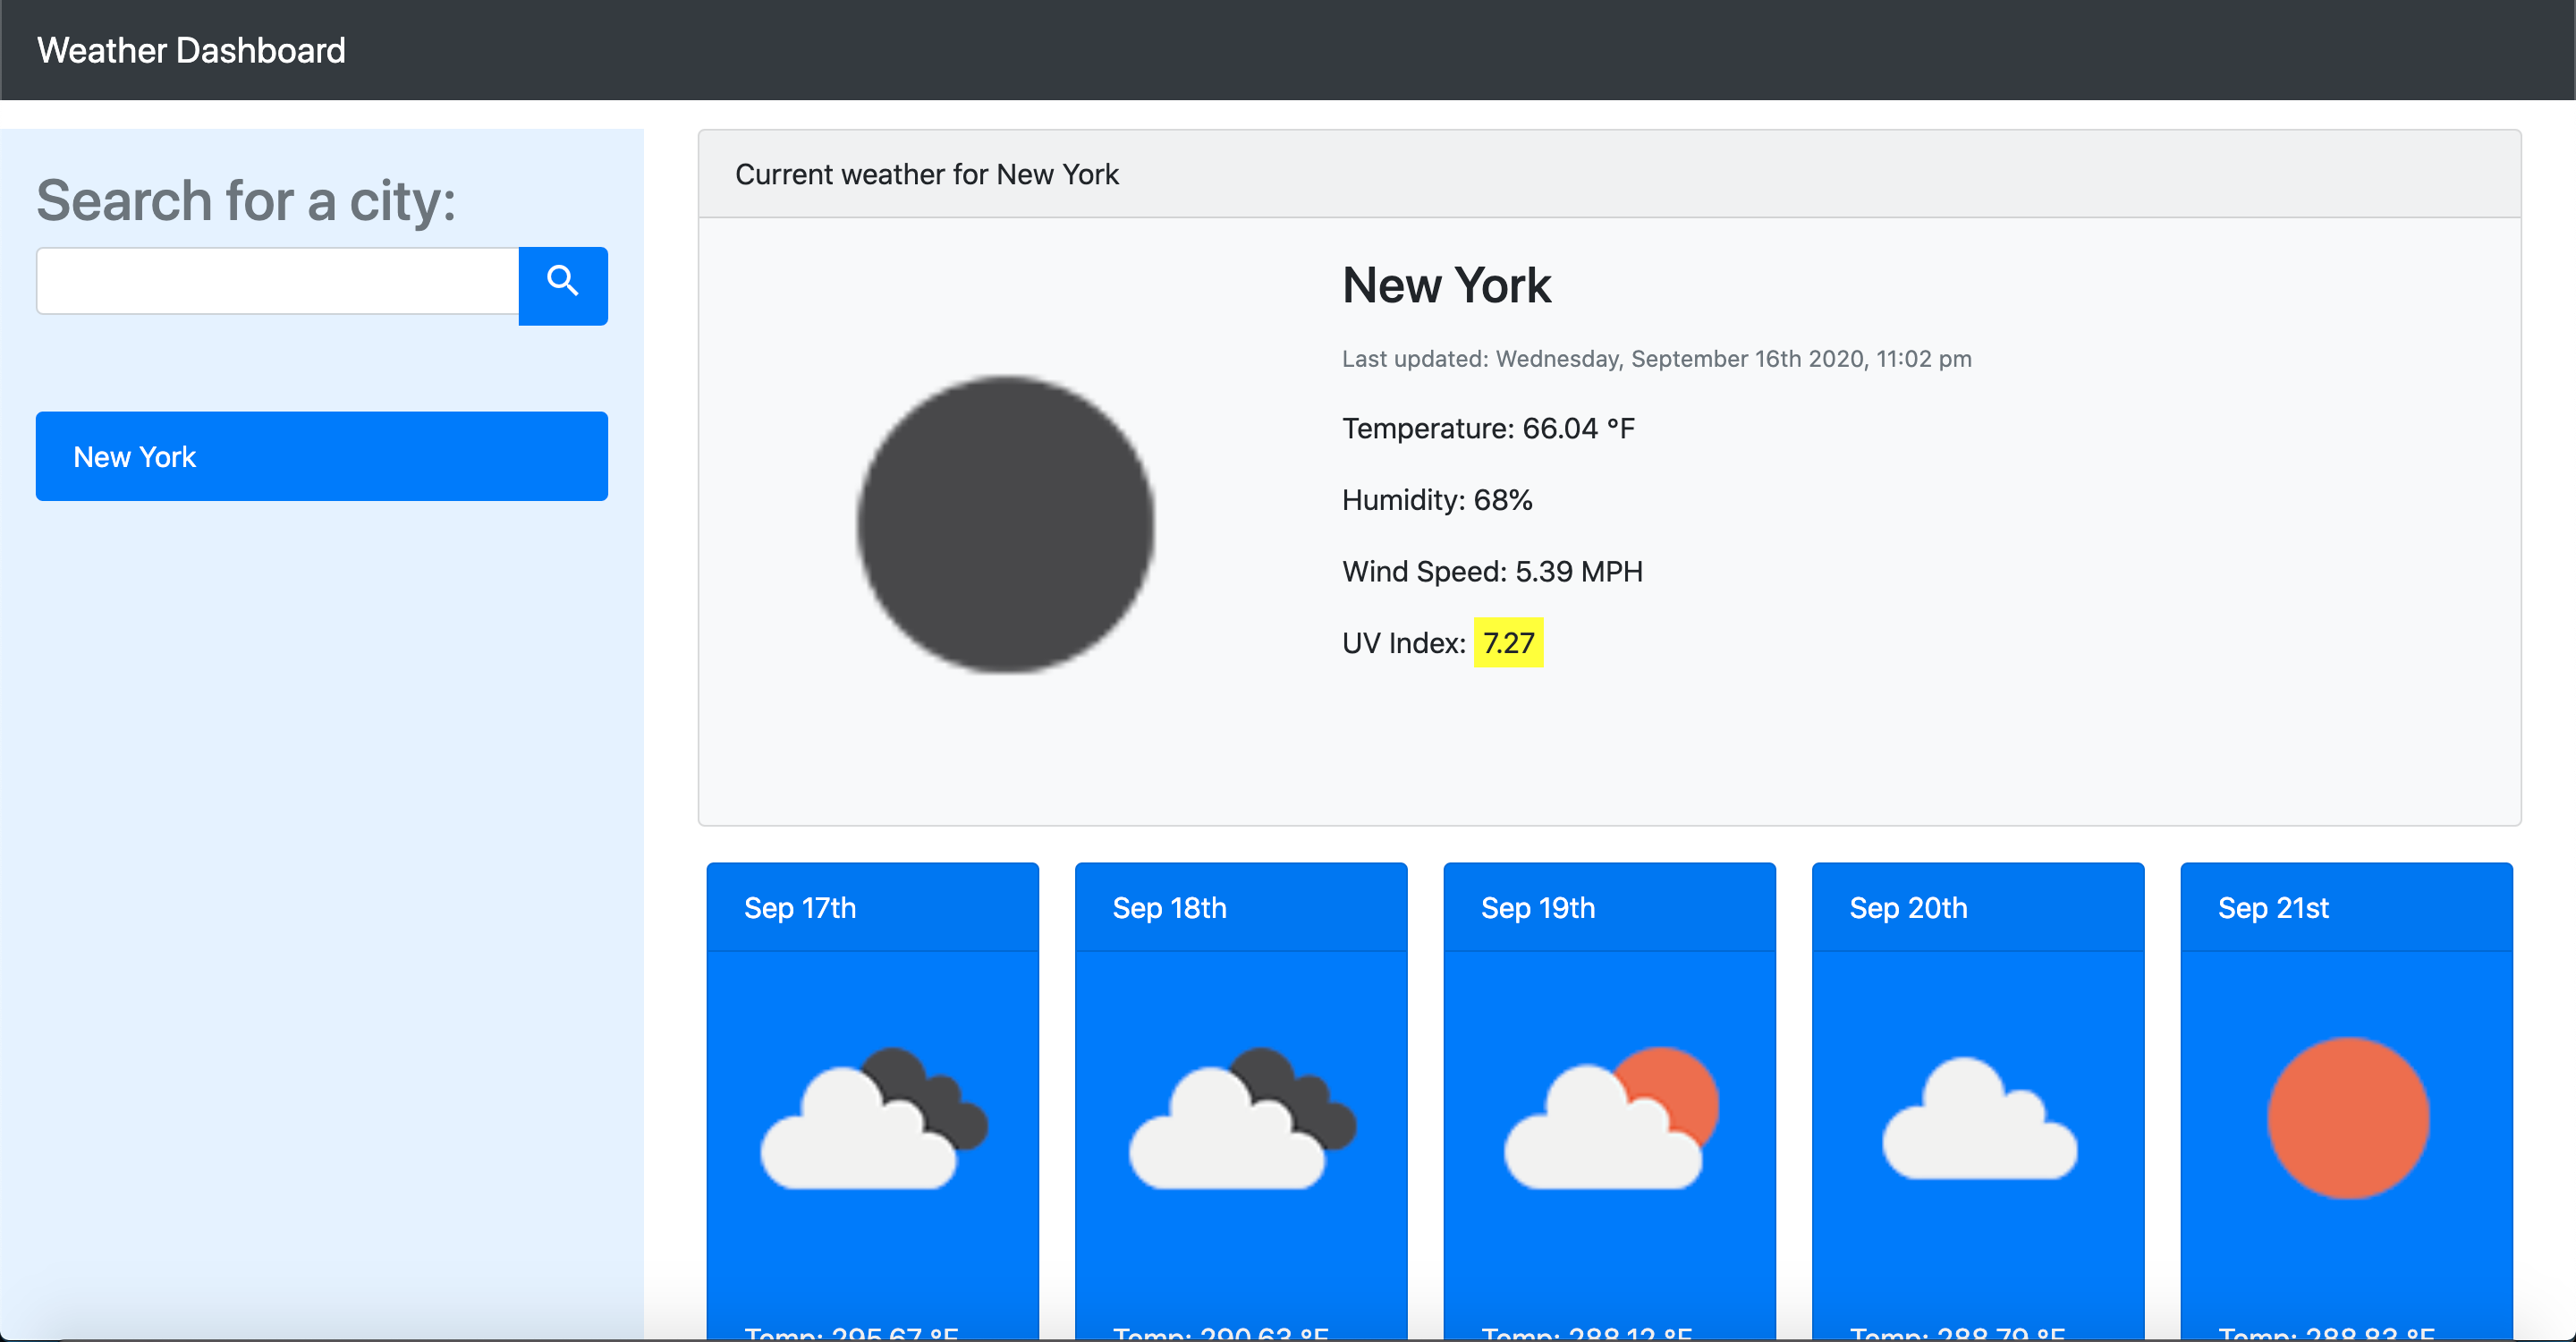 Weather Dashboard
Search for a city:
New York
Current weather for New York
New York
Last updated: Wednesday, September 16th 2020, 11:02 pm
Temperature: 66.04 °F
Humidity: 68%
Wind Speed: 5.39 MPH
UV Index: 7.27
Sep 17th
Sep 18th
Sep 19th
Sep 20th
Sep 21st
Temp: 295.67 °F
Temp: 290.63 °F
Temp: 288.12 °F
Temp: 288.79 °F
Temp: 288.83 °F